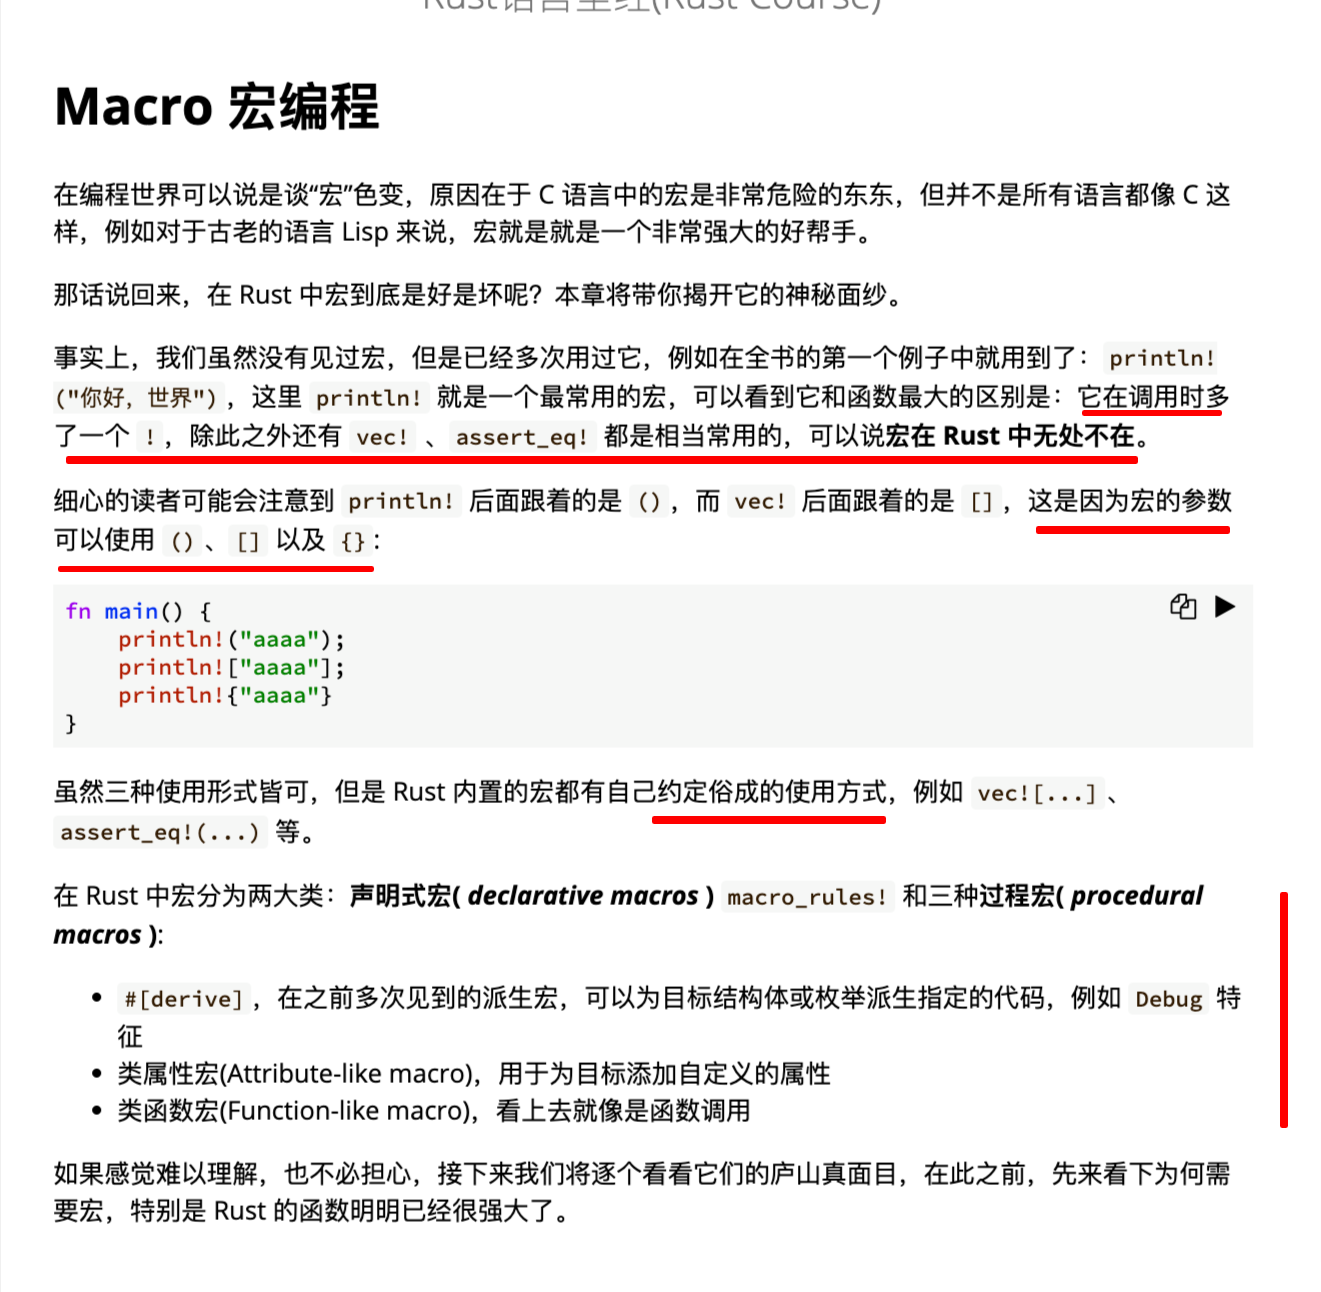 Rust语言圣经(Rust Course)
Macro 宏编程
在编程世界可以说是谈“宏”色变，原因在于 C 语言中的宏是非常危险的东东，但并不是所有语言都像 C 这
样，例如对于古老的语言 Lisp 来说，宏就是就是一个非常强大的好帮手。
那话说回来，在 Rust 中宏到底是好是坏呢？本章将带你揭开它的神秘面纱。
事实上，我们虽然没有见过宏，但是已经多次用过它，例如在全书的第一个例子中就用到了：println!
("你好，世界")，这里 println! 就是一个最常用的宏，可以看到它和函数最大的区别是：它在调用时多
了一个 !，除此之外还有 vec! 、assert_eq! 都是相当常用的，可以说宏在 Rust 中无处不在。
细心的读者可能会注意到 println! 后面跟着的是 ()，而 vec! 后面跟着的是 []，这是因为宏的参数
可以使用 ()、[] 以及 {}:
fn main() {
    println!("aaaa");
    println!["aaaa"];
    println!{"aaaa"}
}
虽然三种使用形式皆可，但是 Rust 内置的宏都有自己约定俗成的使用方式，例如 vec![...]、
assert_eq!(...) 等。
在 Rust 中宏分为两大类：声明式宏( declarative macros ) macro_rules! 和三种过程宏( procedural
macros ):
• #[derive]，在之前多次见到的派生宏，可以为目标结构体或枚举派生指定的代码，例如 Debug 特
征
• 类属性宏(Attribute-like macro)，用于为目标添加自定义的属性
• 类函数宏(Function-like macro)，看上去就像是函数调用
如果感觉难以理解，也不必担心，接下来我们将逐个看看它们的庐山真面目，在此之前，先来看下为何需
要宏，特别是 Rust 的函数明明已经很强大了。